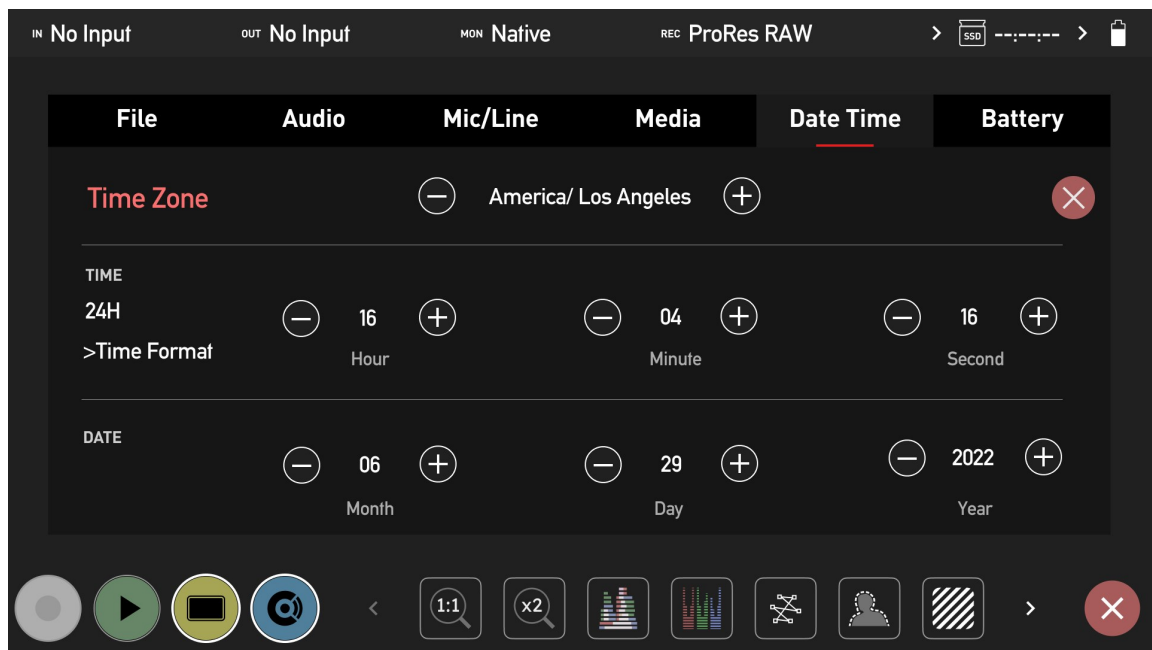 IN No Input OUT No Input MON Native REC ProRes RAW > SSD --:--:-- >
File Audio Mic/Line Media Date Time Battery
Time Zone America/ Los Angeles
TIME
24H 16 04 16
>Time Format Hour Minute Second
DATE
06 29 2022
Month Day Year
1:1 x2